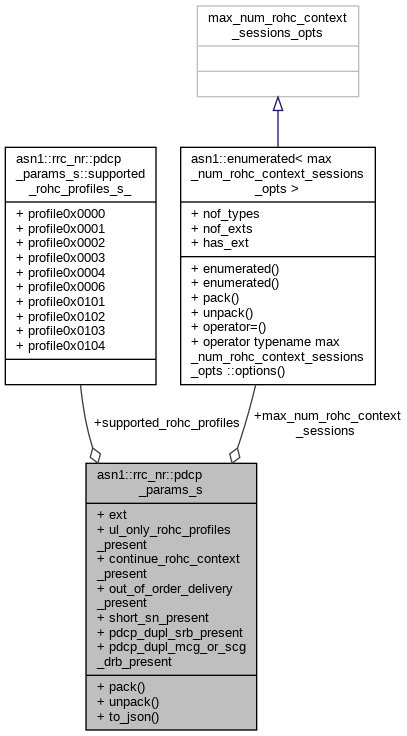 max_num_rohc_context
_sessions_opts
asn1::rrc_nr::pdcp
_params_s::supported
_rohc_profiles_s_
+ profile0x0000
+ profile0x0001
+ profile0x0002
+ profile0x0003
+ profile0x0004
+ profile0x0006
+ profile0x0101
+ profile0x0102
+ profile0x0103
+ profile0x0104
asn1::enumerated< max
_num_rohc_context_sessions
_opts >
+ nof_types
+ nof_exts
+ has_ext
+ enumerated()
+ enumerated()
+ pack()
+ unpack()
+ operator=()
+ operator typename max
_num_rohc_context_sessions
_opts ::options()
+supported_rohc_profiles
+max_num_rohc_context
_sessions
asn1::rrc_nr::pdcp
_params_s
+ ext
+ ul_only_rohc_profiles
_present
+ continue_rohc_context
_present
+ out_of_order_delivery
_present
+ short_sn_present
+ pdcp_dupl_srb_present
+ pdcp_dupl_mcg_or_scg
_drb_present
+ pack()
+ unpack()
+ to_json()